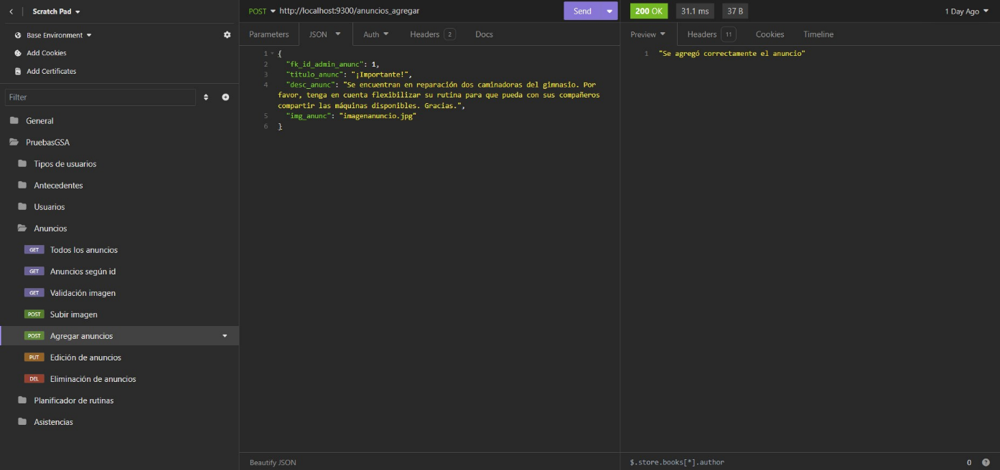 Scratch Pad
Base Environment
Add Cookies
Add Certificates
Filter
General
PruebasGSA
Tipos de usuarios
Antecedentes
Usuarios
Anuncios
GET Todos los anuncios
GET Anuncios según id
GET Validación imagen
POST Subir imagen
POST Agregar anuncios
PUT Edición de anuncios
DEL Eliminación de anuncios
Planificador de rutinas
Asistencias
POST http://localhost:9300/anuncios_agregar Send
Parameters JSON Auth Headers 2 Docs
1 {
2 "fk_id_admin_anunc": 1,
3 "titulo_anunc": "¡Importante!",
4 "desc_anunc": "Se encuentran en reparación dos caminadoras del gimnasio. Por
favor, tenga en cuenta flexibilizar su rutina para que pueda con sus compañeros
compartir las máquinas disponibles. Gracias.",
5 "img_anunc": "imagenanuncio.jpg"
6 }
Beautify JSON
200 OK 31.1 ms 37 B 1 Day Ago
Preview Headers 11 Cookies Timeline
1 "Se agregó correctamente el anuncio"
$.store.books[*].author 0 ?